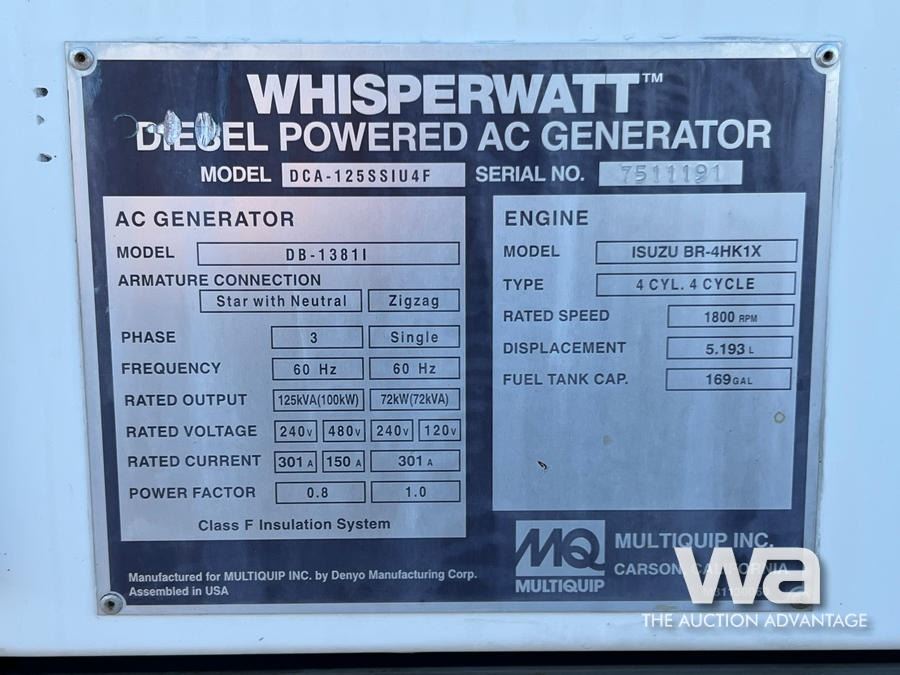 WHISPERWATT™
DIESEL POWERED AC GENERATOR
MODEL DCA-125SSIU4F SERIAL NO. 7511191
AC GENERATOR
MODEL DB-1381I
ARMATURE CONNECTION
Star with Neutral Zigzag
PHASE 3 Single
FREQUENCY 60 Hz 60 Hz
RATED OUTPUT 125kVA(100kW) 72kW(72kVA)
RATED VOLTAGE 240V 480V 240V 120V
RATED CURRENT 301A 150A 301A
POWER FACTOR 0.8 1.0
Class F Insulation System
ENGINE
MODEL ISUZU BR-4HK1X
TYPE 4 CYL. 4 CYCLE
RATED SPEED 1800 RPM
DISPLACEMENT 5.193 L
FUEL TANK CAP. 169 GAL
Manufactured for MULTIQUIP INC. by Denyo Manufacturing Corp.
Assembled in USA
MQ
MULTIQUIP
MULTIQUIP INC.
CARSON, CALIFORNIA
wa
THE AUCTION ADVANTAGE